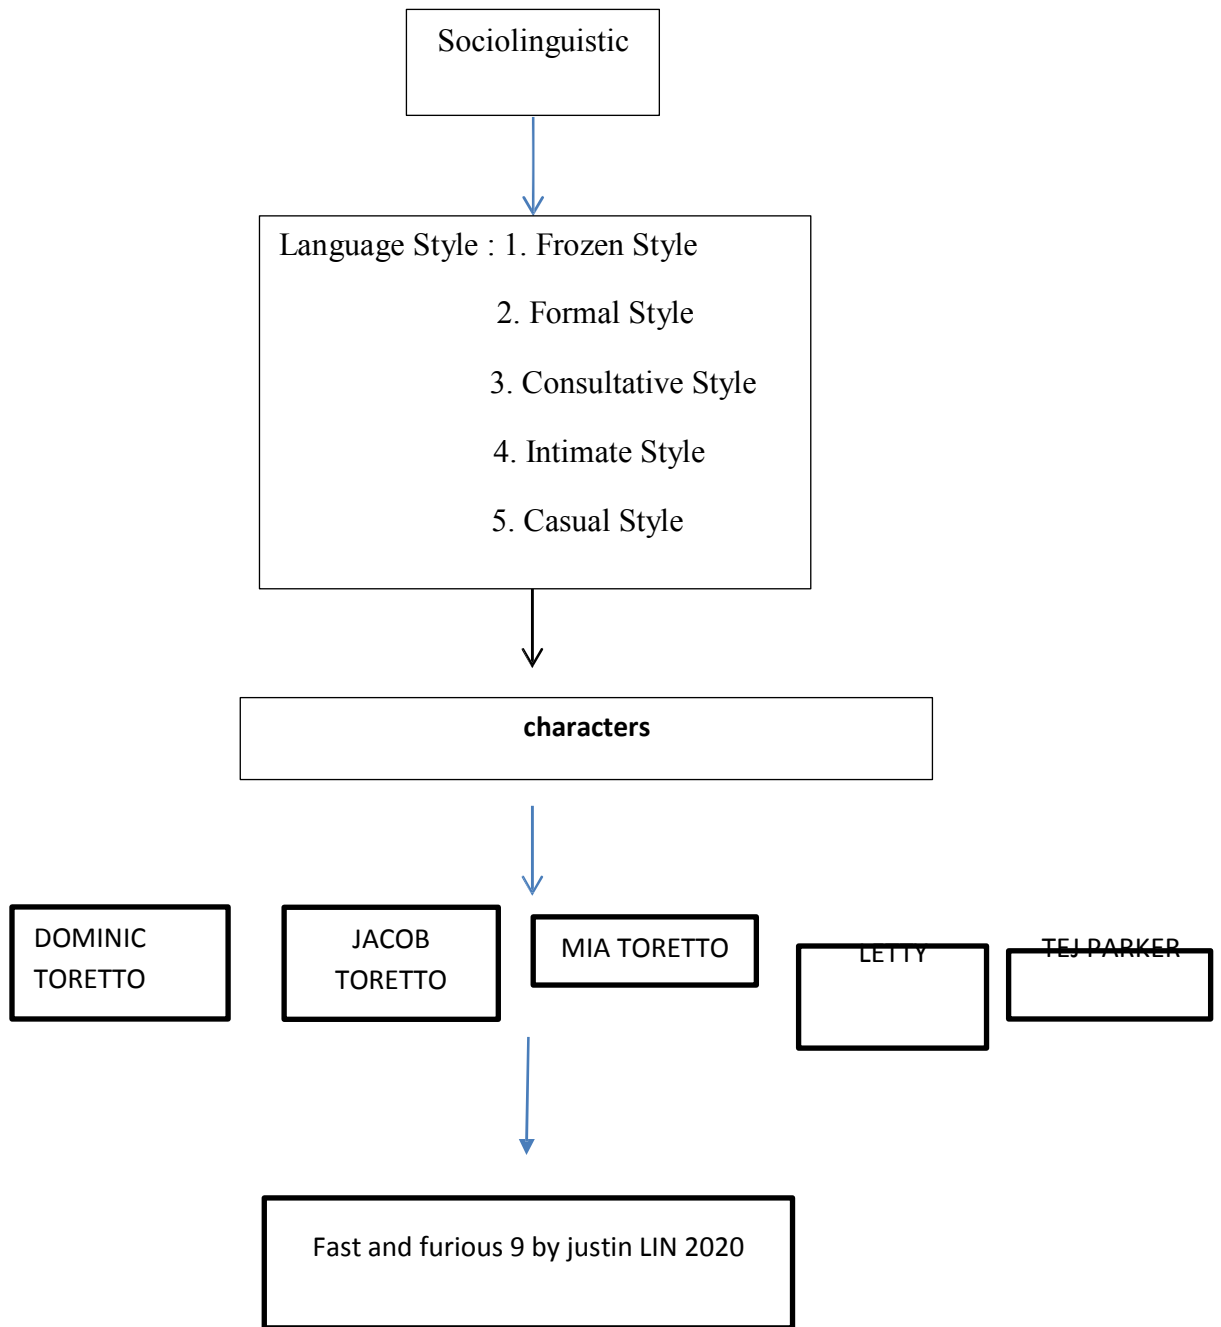 Sociolinguistic
Language Style : 1. Frozen Style
2. Formal Style
3. Consultative Style
4. Intimate Style
5. Casual Style
characters
DOMINIC
TORETTO
JACOB
TORETTO
MIA TORETTO
LETTY
TEJ PARKER
Fast and furious 9 by justin LIN 2020